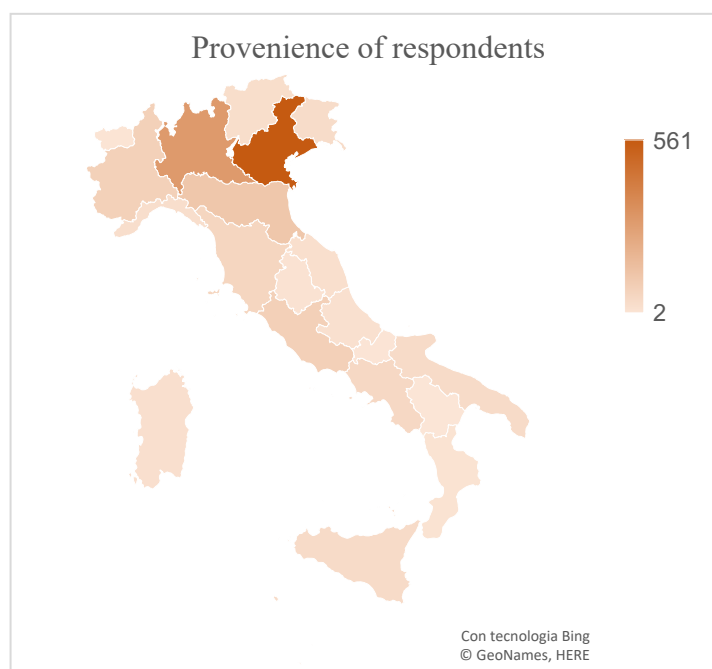 Provenience of respondents
561
2
Con tecnologia Bing
© GeoNames, HERE